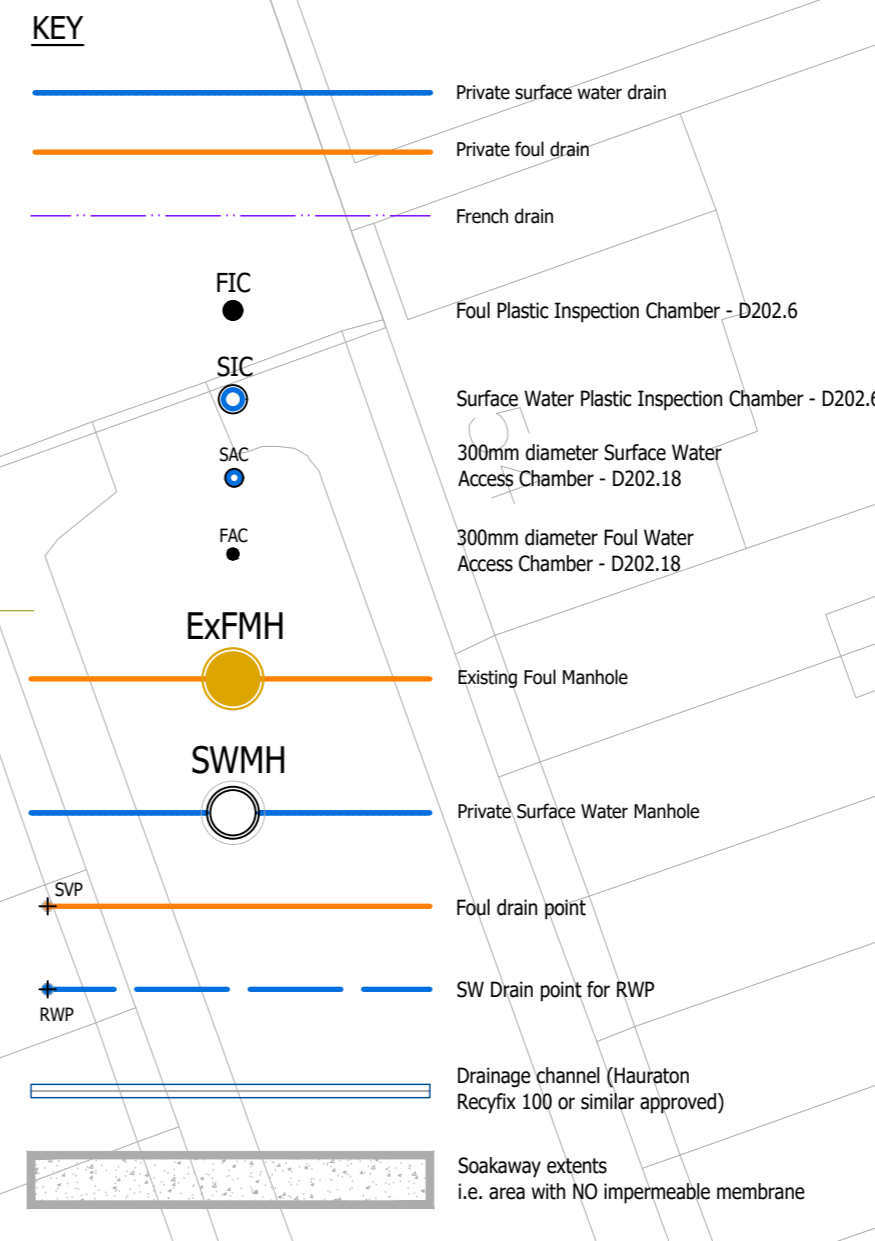 KEY
Private surface water drain
Private foul drain
French drain
FIC
Foul Plastic Inspection Chamber - D202.6
SIC
Surface Water Plastic Inspection Chamber - D202.6
SAC
300mm diameter Surface Water
Access Chamber - D202.18
FAC
300mm diameter Foul Water
Access Chamber - D202.18
ExFMH
Existing Foul Manhole
SWMH
Private Surface Water Manhole
SVP
Foul drain point
SW Drain point for RWP
RWP
Drainage channel (Hauraton
Recyfix 100 or similar approved)
Soakaway extents
i.e. area with NO impermeable membrane